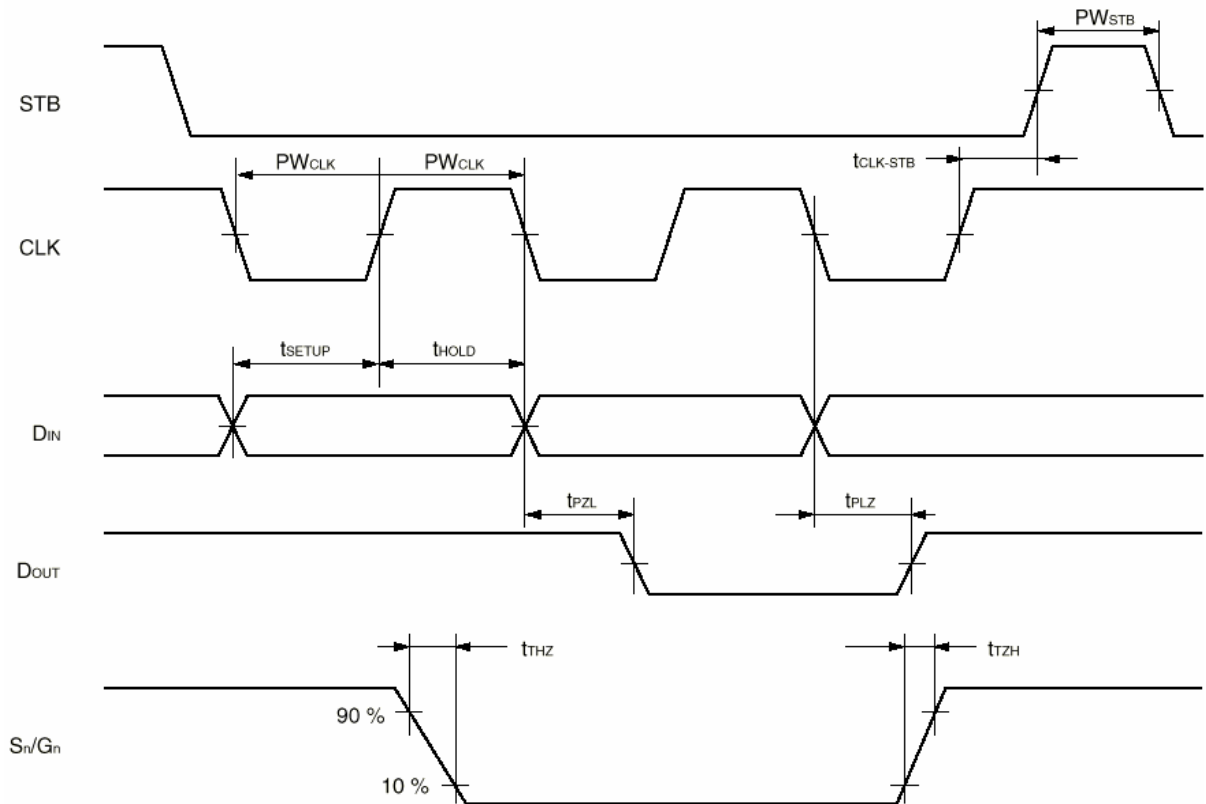 PWSTB
STB
PWCLK PWCLK
tCLK-STB
CLK
tSETUP tHOLD
DIN
tPZL tPLZ
DOUT
tTHZ tTZH
90 %
Sn/Gn
10 %